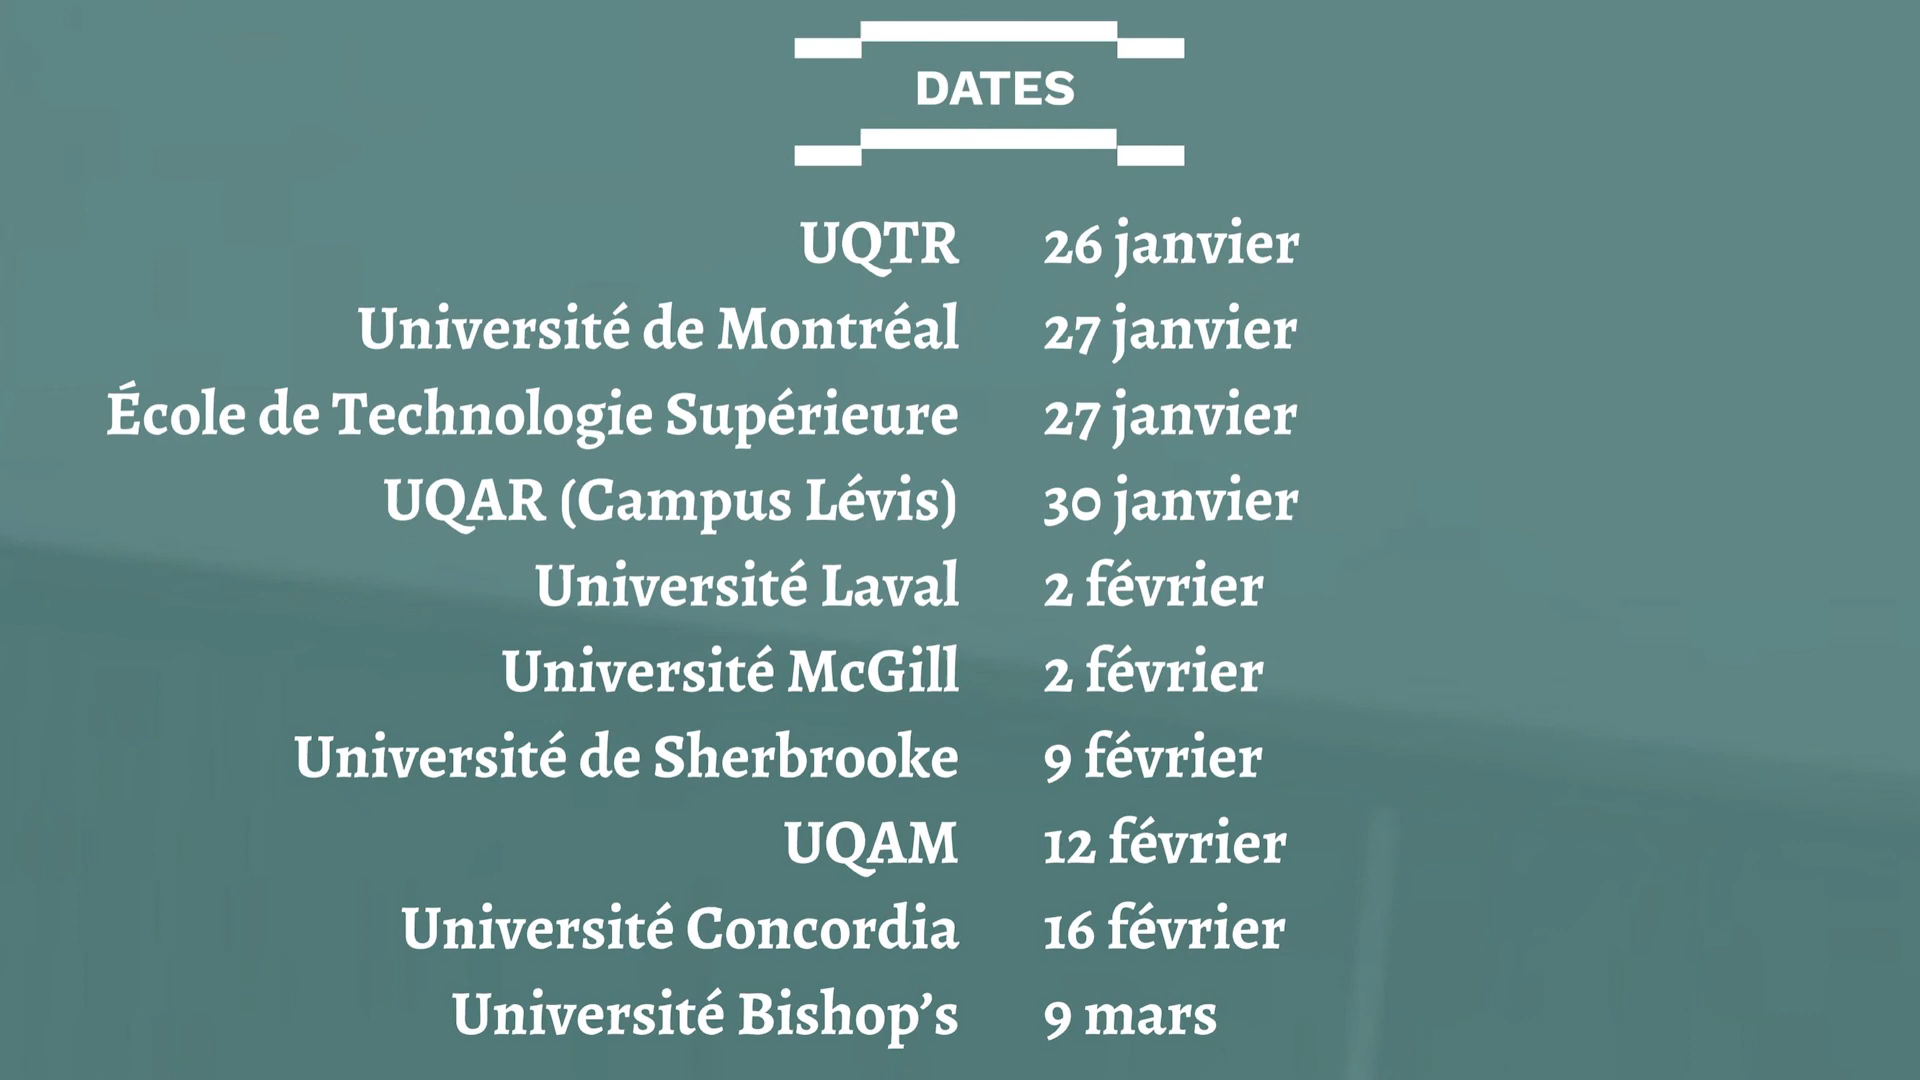 DATES
UQTR 26 janvier
Université de Montréal 27 janvier
École de Technologie Supérieure 27 janvier
UQAR (Campus Lévis) 30 janvier
Université Laval 2 février
Université McGill 2 février
Université de Sherbrooke 9 février
UQAM 12 février
Université Concordia 16 février
Université Bishop’s 9 mars